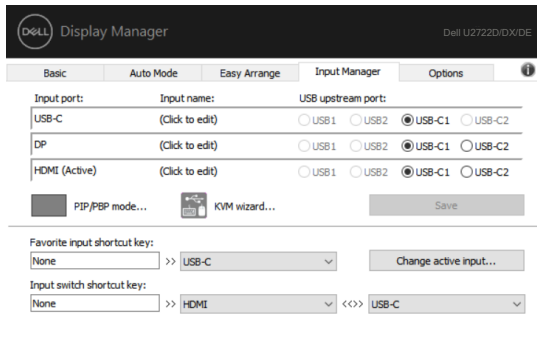 DELL Display Manager
Dell U2722D/DX/DE
Basic Auto Mode Easy Arrange Input Manager Options
Input port: Input name: USB upstream port:
USB-C (Click to edit) USB1 USB2 USB-C1 USB-C2
DP (Click to edit) USB1 USB2 USB-C1 USB-C2
HDMI (Active) (Click to edit) USB1 USB2 USB-C1 USB-C2
PIP/PBP mode... KVM wizard... Save
Favorite input shortcut key:
None >> USB-C Change active input...
Input switch shortcut key:
None >> HDMI <<>> USB-C